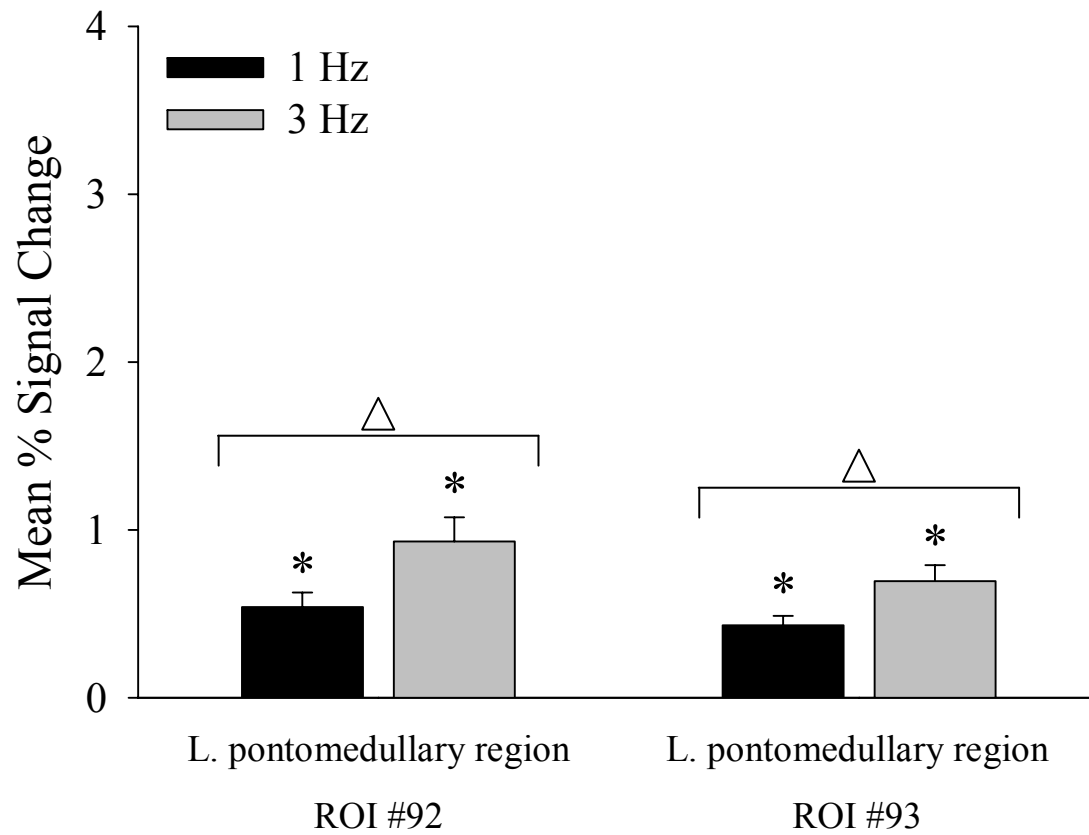 Mean % Signal Change
4
3
2
1
0
1 Hz
3 Hz
△
*
*
△
*
*
L. pontomedullary region
ROI #92
L. pontomedullary region
ROI #93